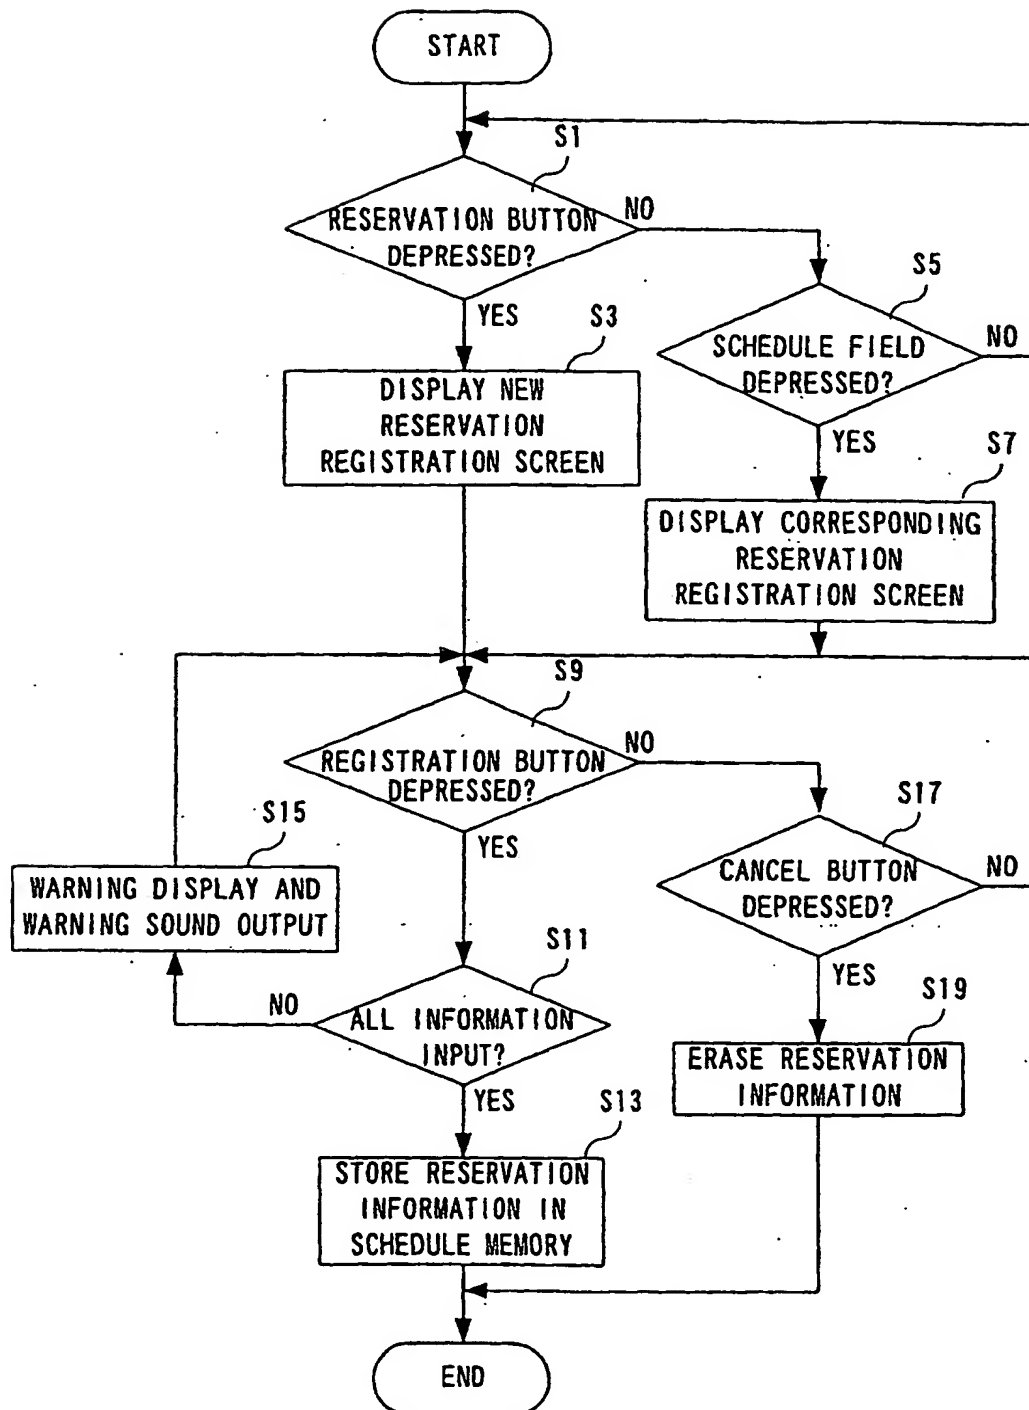 START
S1
RESERVATION BUTTON
DEPRESSED?
NO
YES
S5
SCHEDULE FIELD
DEPRESSED?
NO
YES
S3
DISPLAY NEW
RESERVATION
REGISTRATION SCREEN
S7
DISPLAY CORRESPONDING
RESERVATION
REGISTRATION SCREEN
S9
REGISTRATION BUTTON
DEPRESSED?
NO
YES
S17
CANCEL BUTTON
DEPRESSED?
NO
YES
S15
WARNING DISPLAY AND
WARNING SOUND OUTPUT
S11
ALL INFORMATION
INPUT?
NO
YES
S19
ERASE RESERVATION
INFORMATION
S13
STORE RESERVATION
INFORMATION IN
SCHEDULE MEMORY
END